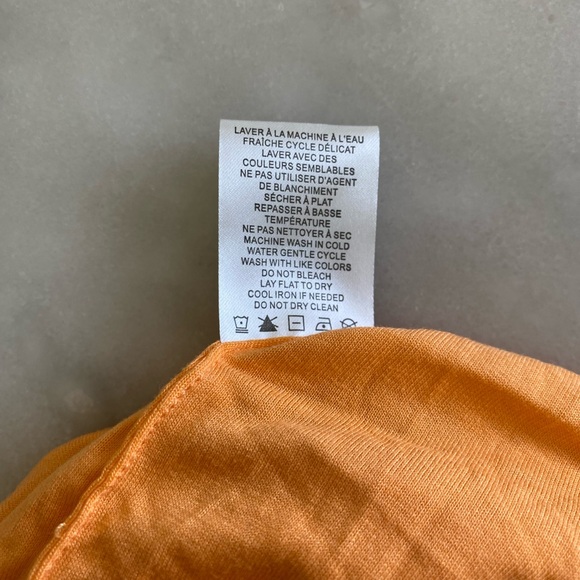 LAVER À LA MACHINE À L'EAU
FRAÎCHE CYCLE DÉLICAT
LAVER AVEC DES
COULEURS SEMBLABLES
NE PAS UTILISER D'AGENT
DE BLANCHIMENT
SÉCHER À PLAT
REPASSER À BASSE
TEMPÉRATURE
NE PAS NETTOYER À SEC
MACHINE WASH IN COLD
WATER GENTLE CYCLE
WASH WITH LIKE COLORS
DO NOT BLEACH
LAY FLAT TO DRY
COOL IRON IF NEEDED
DO NOT DRY CLEAN